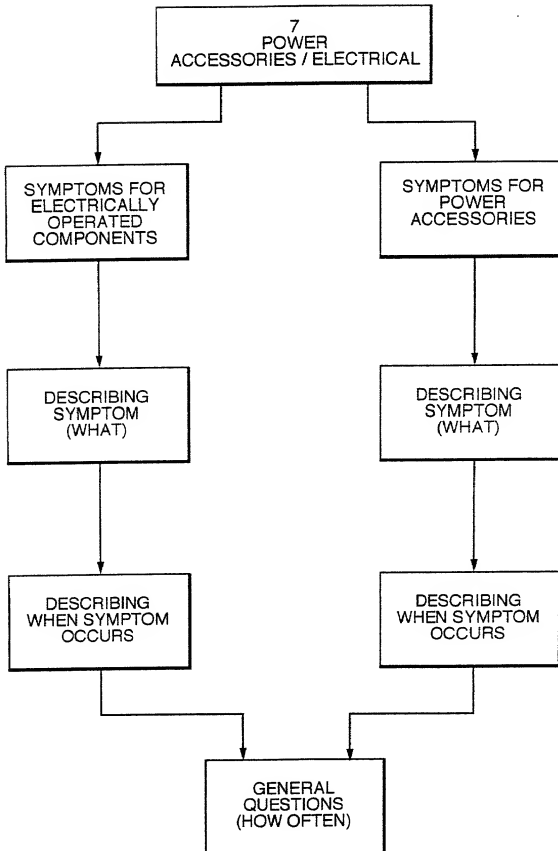 7
POWER
ACCESSORIES / ELECTRICAL
SYMPTOMS FOR
ELECTRICALLY
OPERATED
COMPONENTS
SYMPTOMS FOR
POWER
ACCESSORIES
DESCRIBING
SYMPTOM
(WHAT)
DESCRIBING
SYMPTOM
(WHAT)
DESCRIBING
WHEN SYMPTOM
OCCURS
DESCRIBING
WHEN SYMPTOM
OCCURS
GENERAL
QUESTIONS
(HOW OFTEN)